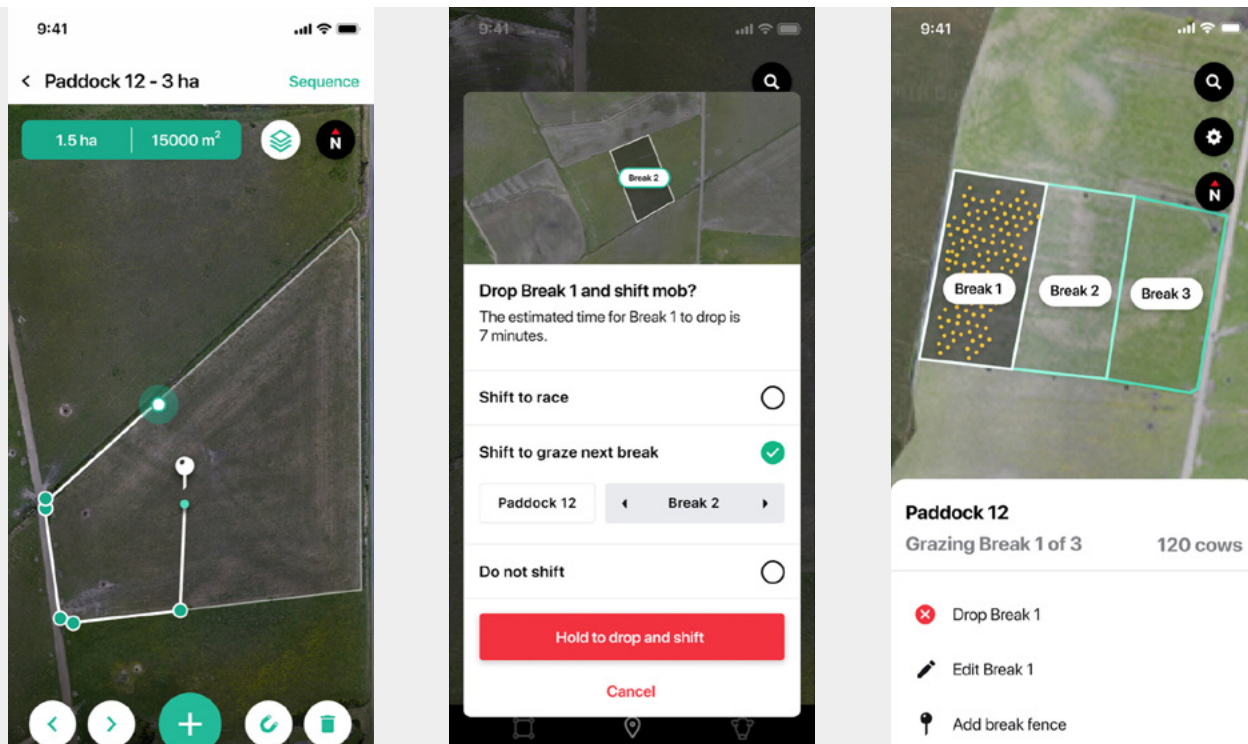 9:41
Paddock 12 - 3 ha
Sequence
1.5 ha
15000 m²
N
9:41
Break 2
Drop Break 1 and shift mob?
The estimated time for Break 1 to drop is
7 minutes.
Shift to race
Shift to graze next break
Paddock 12
Break 2
Do not shift
Hold to drop and shift
Cancel
9:41
N
Break 1
Break 2
Break 3
Paddock 12
Grazing Break 1 of 3
120 cows
Drop Break 1
Edit Break 1
Add break fence